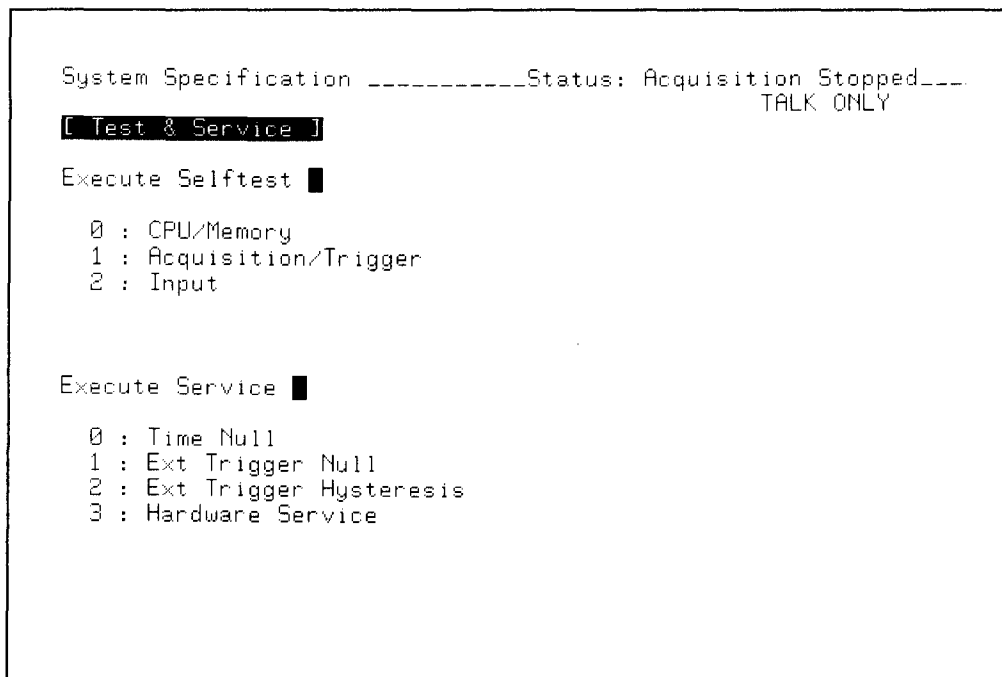 System Specification ___________Status: Acquisition Stopped___
TALK ONLY
[ Test & Service ]
Execute Selftest
0 : CPU/Memory
1 : Acquisition/Trigger
2 : Input
Execute Service
0 : Time Null
1 : Ext Trigger Null
2 : Ext Trigger Hysteresis
3 : Hardware Service